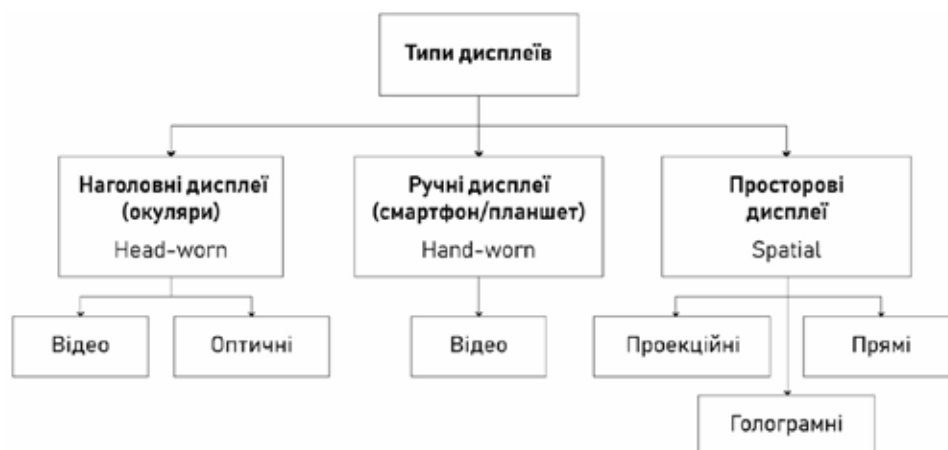 Типи дисплеїв
Наголовні дисплеї
(окуляри)
Head-worn
Ручні дисплеї
(смартфон/планшет)
Hand-worn
Просторові
дисплеї
Spatial
Відео
Оптичні
Відео
Проекційні
Прямі
Голограмні